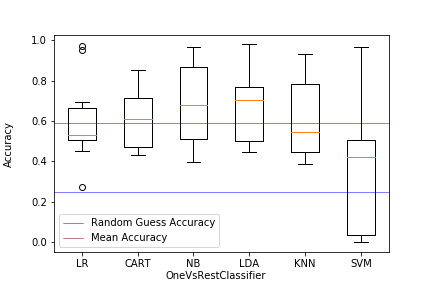 1.0
0.8
0.6
0.4
0.2
0.0
Accuracy
Random Guess Accuracy
Mean Accuracy
LR CART NB LDA KNN SVM
OneVsRestClassifier